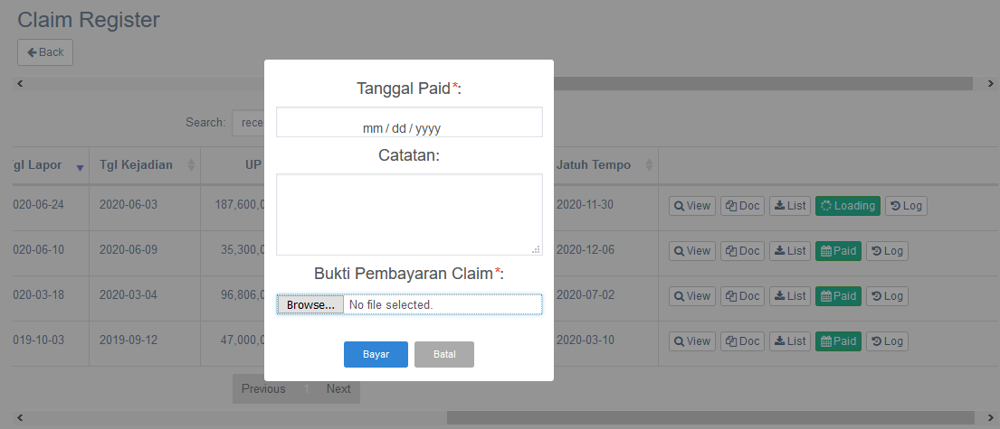 Claim Register
Back
Tanggal Paid*:
Search: rece
mm / dd / yyyy
Catatan:
gl Lapor Tgl Kejadian UP Jatuh Tempo
020-06-24 2020-06-03 187,600,0 2020-11-30 View Doc List Loading Log
020-06-10 2020-06-09 35,300,0 2020-12-06 View Doc List Paid Log
Bukti Pembayaran Claim*:
020-03-18 2020-03-04 96,806,0 2020-07-02 View Doc List Paid Log
Browse... No file selected.
019-10-03 2019-09-12 47,000,0 2020-03-10 View Doc List Paid Log
Bayar Batal
Previous 1 Next